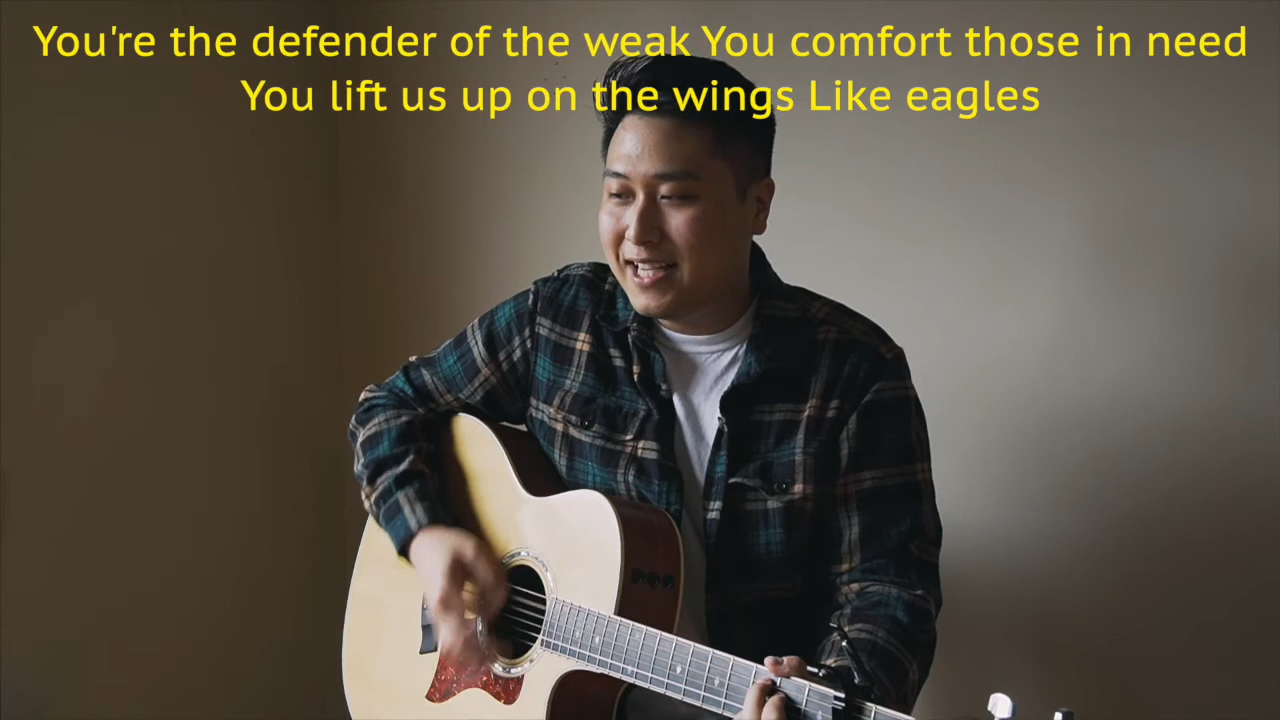 You're the defender of the weak You comfort those in need
You lift us up on the wings Like eagles